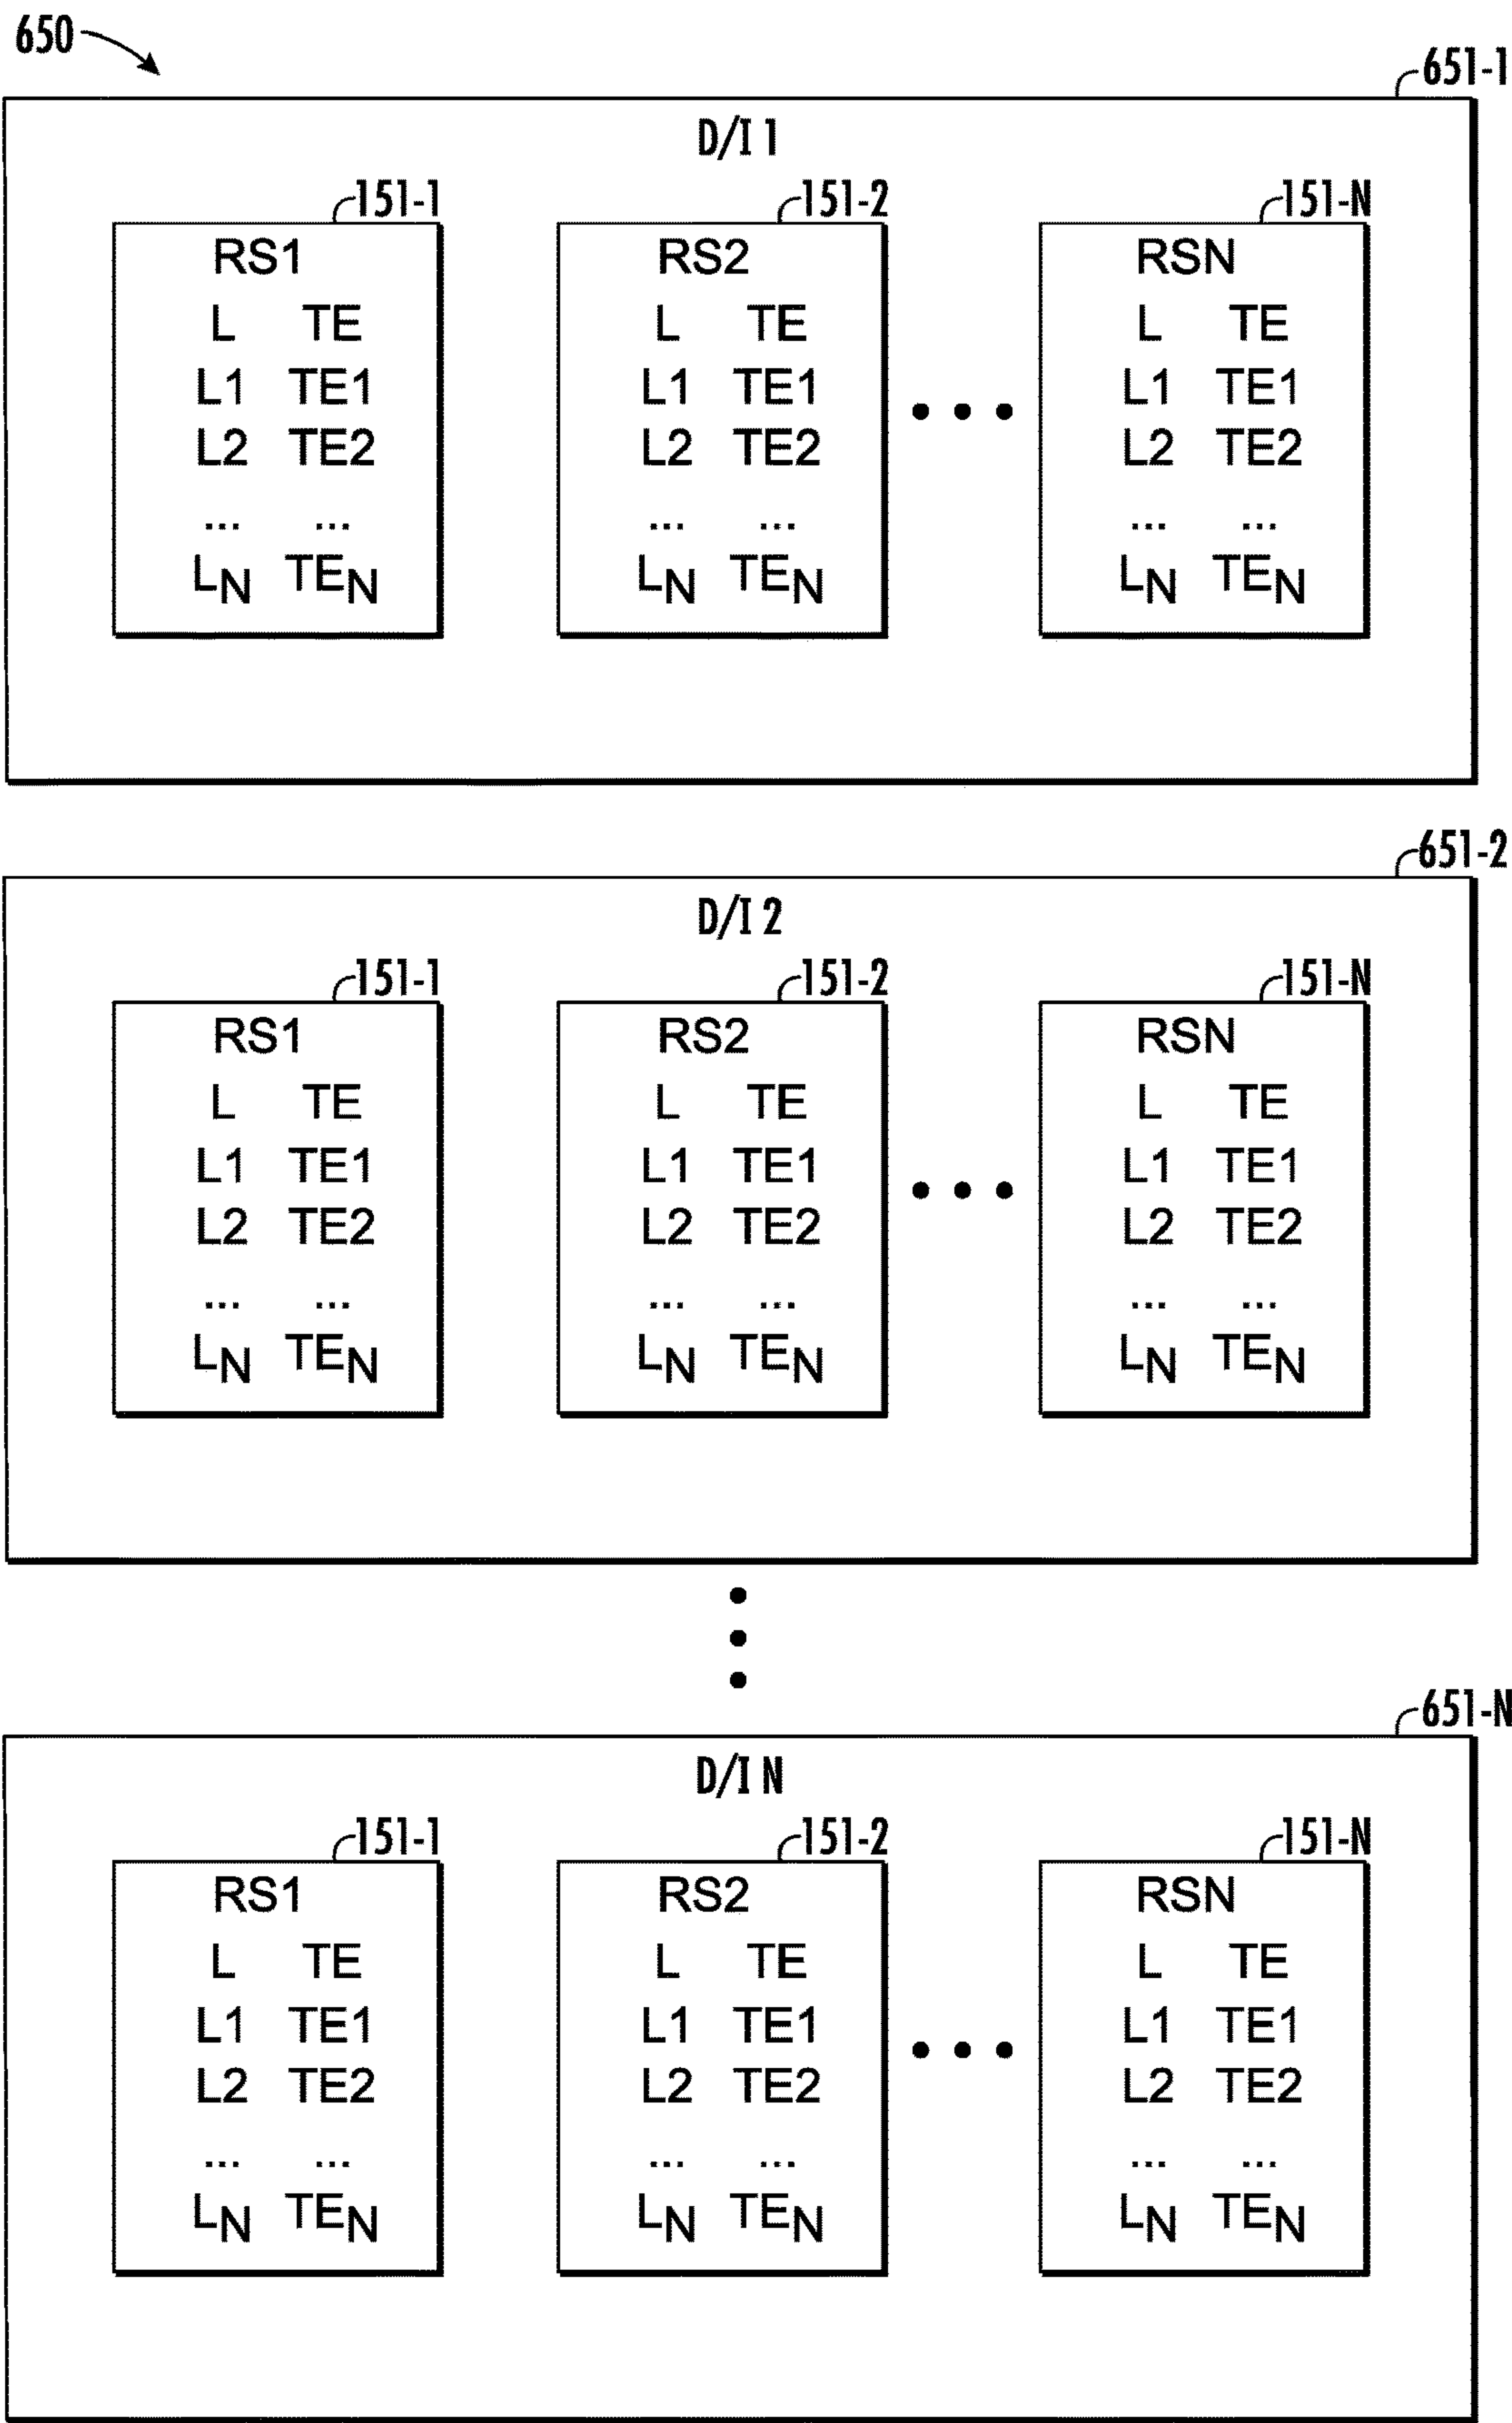 650
651-1
D/I 1
151-1 151-2 151-N
RS1 RS2 RSN
L TE L TE L TE
L1 TE1 L1 TE1 L1 TE1
L2 TE2 L2 TE2 • • • L2 TE2
... ... ... ... ... ...
LN TEN LN TEN LN TEN
651-2
D/I 2
151-1 151-2 151-N
RS1 RS2 RSN
L TE L TE L TE
L1 TE1 L1 TE1 L1 TE1
L2 TE2 L2 TE2 • • • L2 TE2
... ... ... ... ... ...
LN TEN LN TEN LN TEN
651-N
D/I N
151-1 151-2 151-N
RS1 RS2 RSN
L TE L TE L TE
L1 TE1 L1 TE1 L1 TE1
L2 TE2 L2 TE2 • • • L2 TE2
... ... ... ... ... ...
LN TEN LN TEN LN TEN